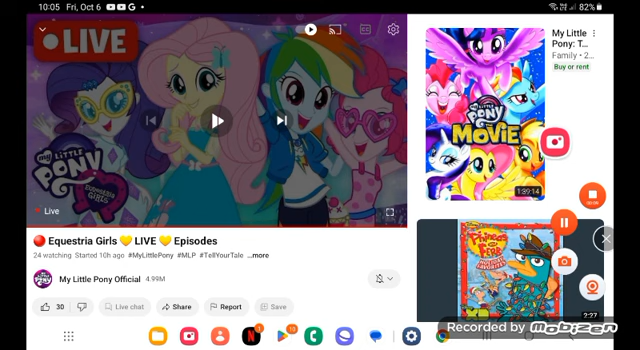 10:05 Fri, Oct 6
82%
LIVE
my LITTLE PONY
EQUESTRIA GIRLS
Live
My Little Pony: T...
Family • 2...
Buy or rent
my LITTLE PONY
THE MOVIE
1:39:14
🔴 Equestria Girls 💛 LIVE 💛 Episodes
24 watching Started 10h ago #MyLittlePony #MLP #TellYourTale ...more
My Little Pony Official 4.99M
30
Live chat
Share
Report
Save
Phineas and Ferb
2:27
Recorded by mobizen